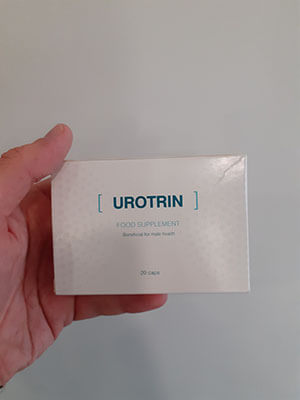 [ UROTRIN ]
FOOD SUPPLEMENT
Beneficial for male health
20 caps